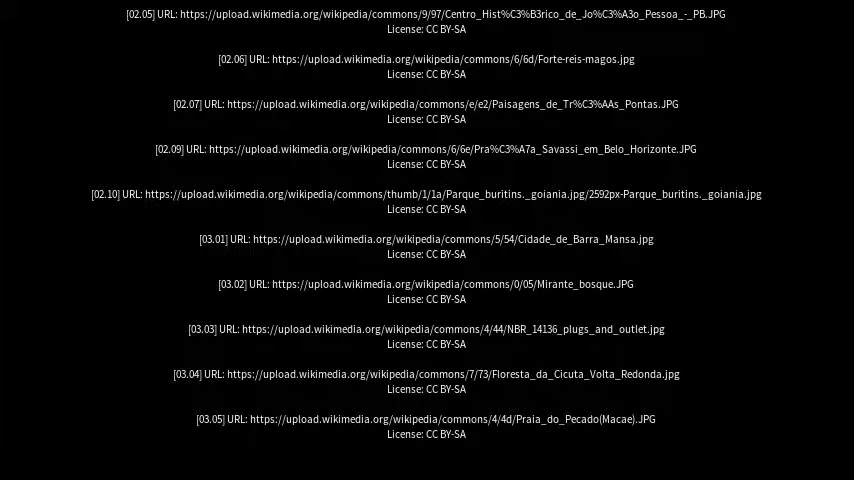 [02.05] URL: https://upload.wikimedia.org/wikipedia/commons/9/97/Centro_Hist%C3%B3rico_de_Jo%C3%A3o_Pessoa_-_PB.JPG
License: CC BY-SA
[02.06] URL: https://upload.wikimedia.org/wikipedia/commons/6/6d/Forte-reis-magos.jpg
License: CC BY-SA
[02.07] URL: https://upload.wikimedia.org/wikipedia/commons/e/e2/Paisagens_de_Tr%C3%AAs_Pontas.JPG
License: CC BY-SA
[02.09] URL: https://upload.wikimedia.org/wikipedia/commons/6/6e/Pra%C3%A7a_Savassi_em_Belo_Horizonte.JPG
License: CC BY-SA
[02.10] URL: https://upload.wikimedia.org/wikipedia/commons/thumb/1/1a/Parque_buritins._goiania.jpg/2592px-Parque_buritins._goiania.jpg
License: CC BY-SA
[03.01] URL: https://upload.wikimedia.org/wikipedia/commons/5/54/Cidade_de_Barra_Mansa.jpg
License: CC BY-SA
[03.02] URL: https://upload.wikimedia.org/wikipedia/commons/0/05/Mirante_bosque.JPG
License: CC BY-SA
[03.03] URL: https://upload.wikimedia.org/wikipedia/commons/4/44/NBR_14136_plugs_and_outlet.jpg
License: CC BY-SA
[03.04] URL: https://upload.wikimedia.org/wikipedia/commons/7/73/Floresta_da_Cicuta_Volta_Redonda.jpg
License: CC BY-SA
[03.05] URL: https://upload.wikimedia.org/wikipedia/commons/4/4d/Praia_do_Pecado(Macae).JPG
License: CC BY-SA